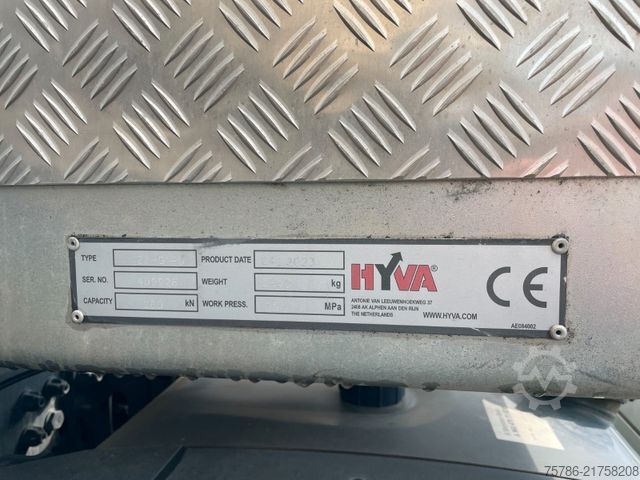 TYPE PRODUCT DATE 2023
SER. NO. WEIGHT kg
CAPACITY kN WORK PRESS. MPa
HYVA
ANTONIE VAN LEEUWENHOEKWEG 37
2408 AK ALPHEN AAN DEN RIJN
THE NETHERLANDS
WWW.HYVA.COM
CE
AE084002
75786-21758208